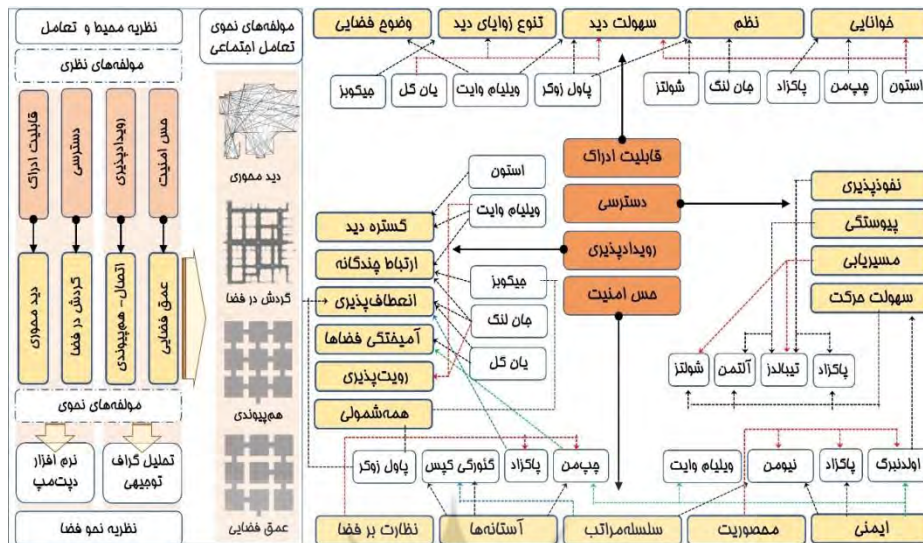 خوانایی
نظم
سهولت دید
تنوع زوایای دید
وضوح فضایی
استون
چپ‌من
پاکزاد
جان لنگ
شولتز
پاول زوکر
ویلیام وایت
یان گل
جیکوبز
قابلیت ادراک
دسترسی
رویدادپذیری
حس امنیت
نفوذپذیری
پیوستگی
مسیریابی
سهولت حرکت
پاکزاد
تیبالدز
آلتمن
شولتز
استون
ویلیام وایت
جیکوبز
جان لنگ
یان گل
گستره دید
ارتباط چندگانه
انعطاف‌پذیری
آمیختگی فضاها
رویت‌پذیری
همه‌شمولی
اولدنبرگ
پاکزاد
نیومن
ویلیام وایت
چپ‌من
پاکزاد
گئورگی کپس
پاول زوکر
ایمنی
محصوریت
سلسله‌مراتب
آستانه‌ها
نظارت بر فضا
مولفه‌های نحوی
تعامل اجتماعی
دید محوری
گردش در فضا
هم‌پیوندی
عمق فضایی
نظریه محیط و تعامل
مولفه‌های نظری
حس امنیت
رویدادپذیری
دسترسی
قابلیت ادراک
عمق فضایی
اتصال-هم‌پیوندی
گردش در فضا
دید محوری
مولفه‌های نحوی
تحلیل گراف
توجیهی
نرم افزار
دپت‌مپ
نظریه نحو فضا